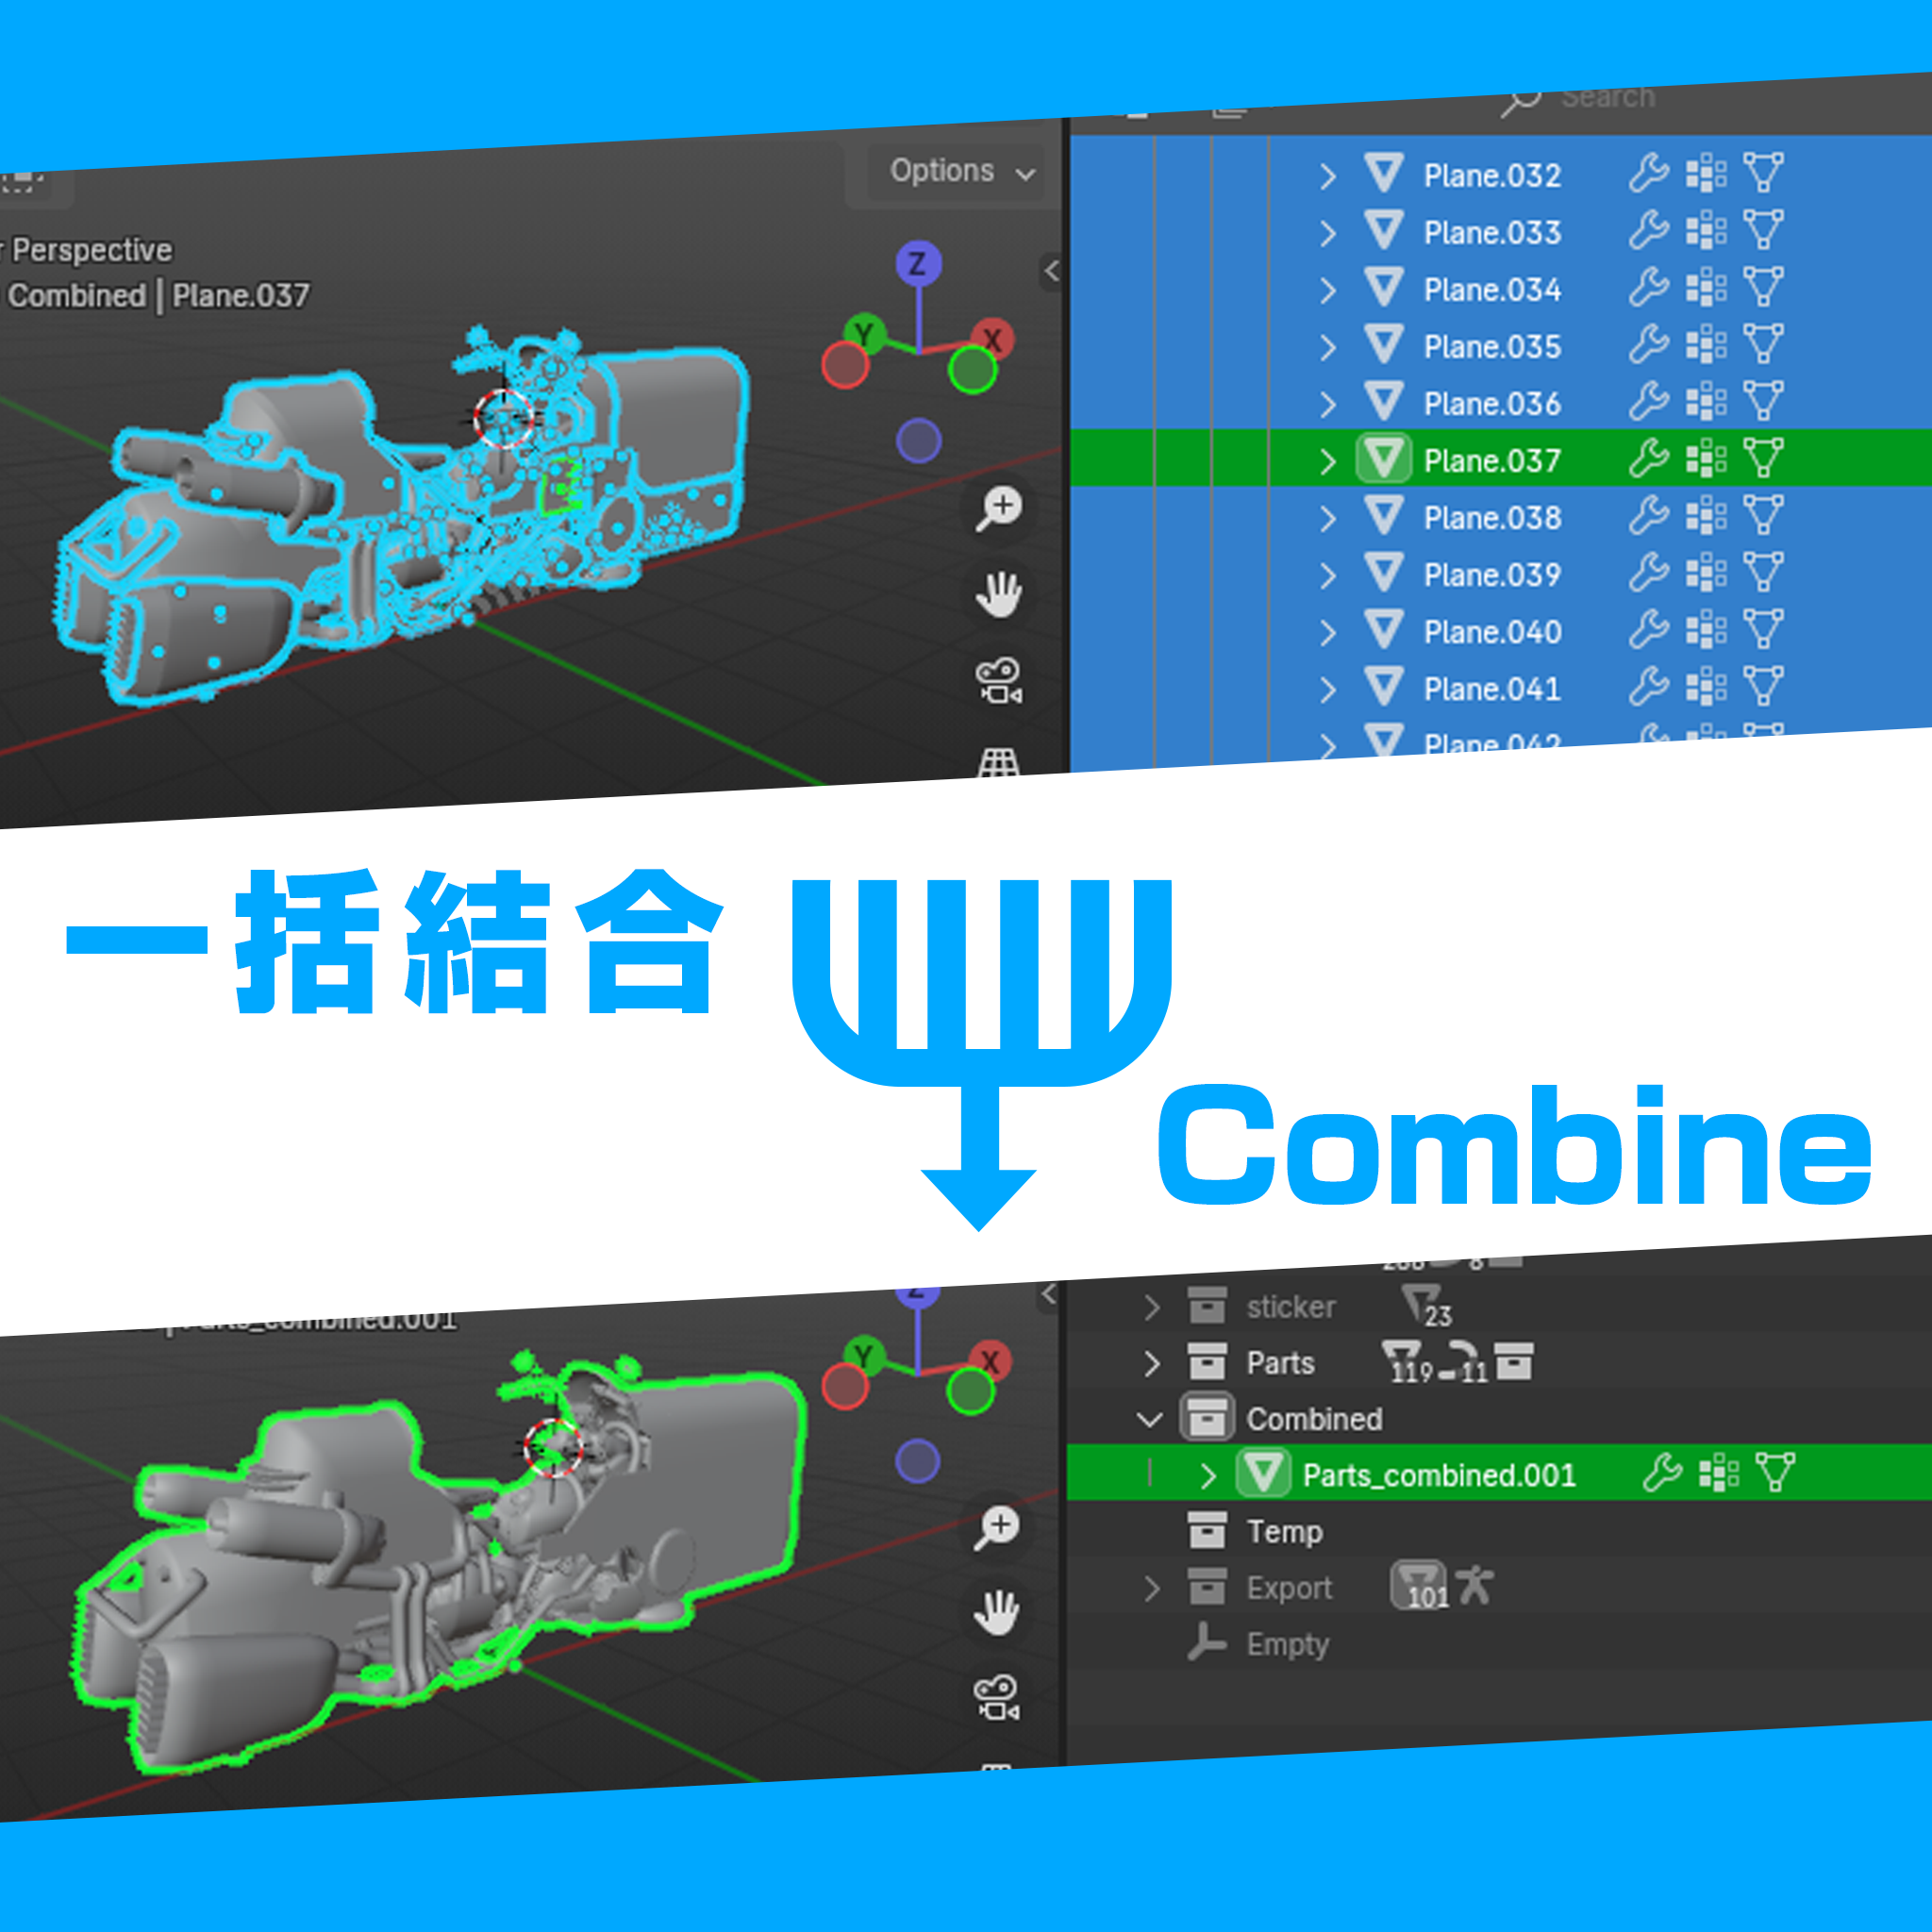 Search
Options
r Perspective
Combined | Plane.037
Z
Y
X
Plane.032
Plane.033
Plane.034
Plane.035
Plane.036
Plane.037
Plane.038
Plane.039
Plane.040
Plane.041
Plane.042
一括結合
Combine
Parts_combined.001
Z
Y
X
sticker 23
Parts 119 11
Combined
Parts_combined.001
Temp
Export 101
Empty